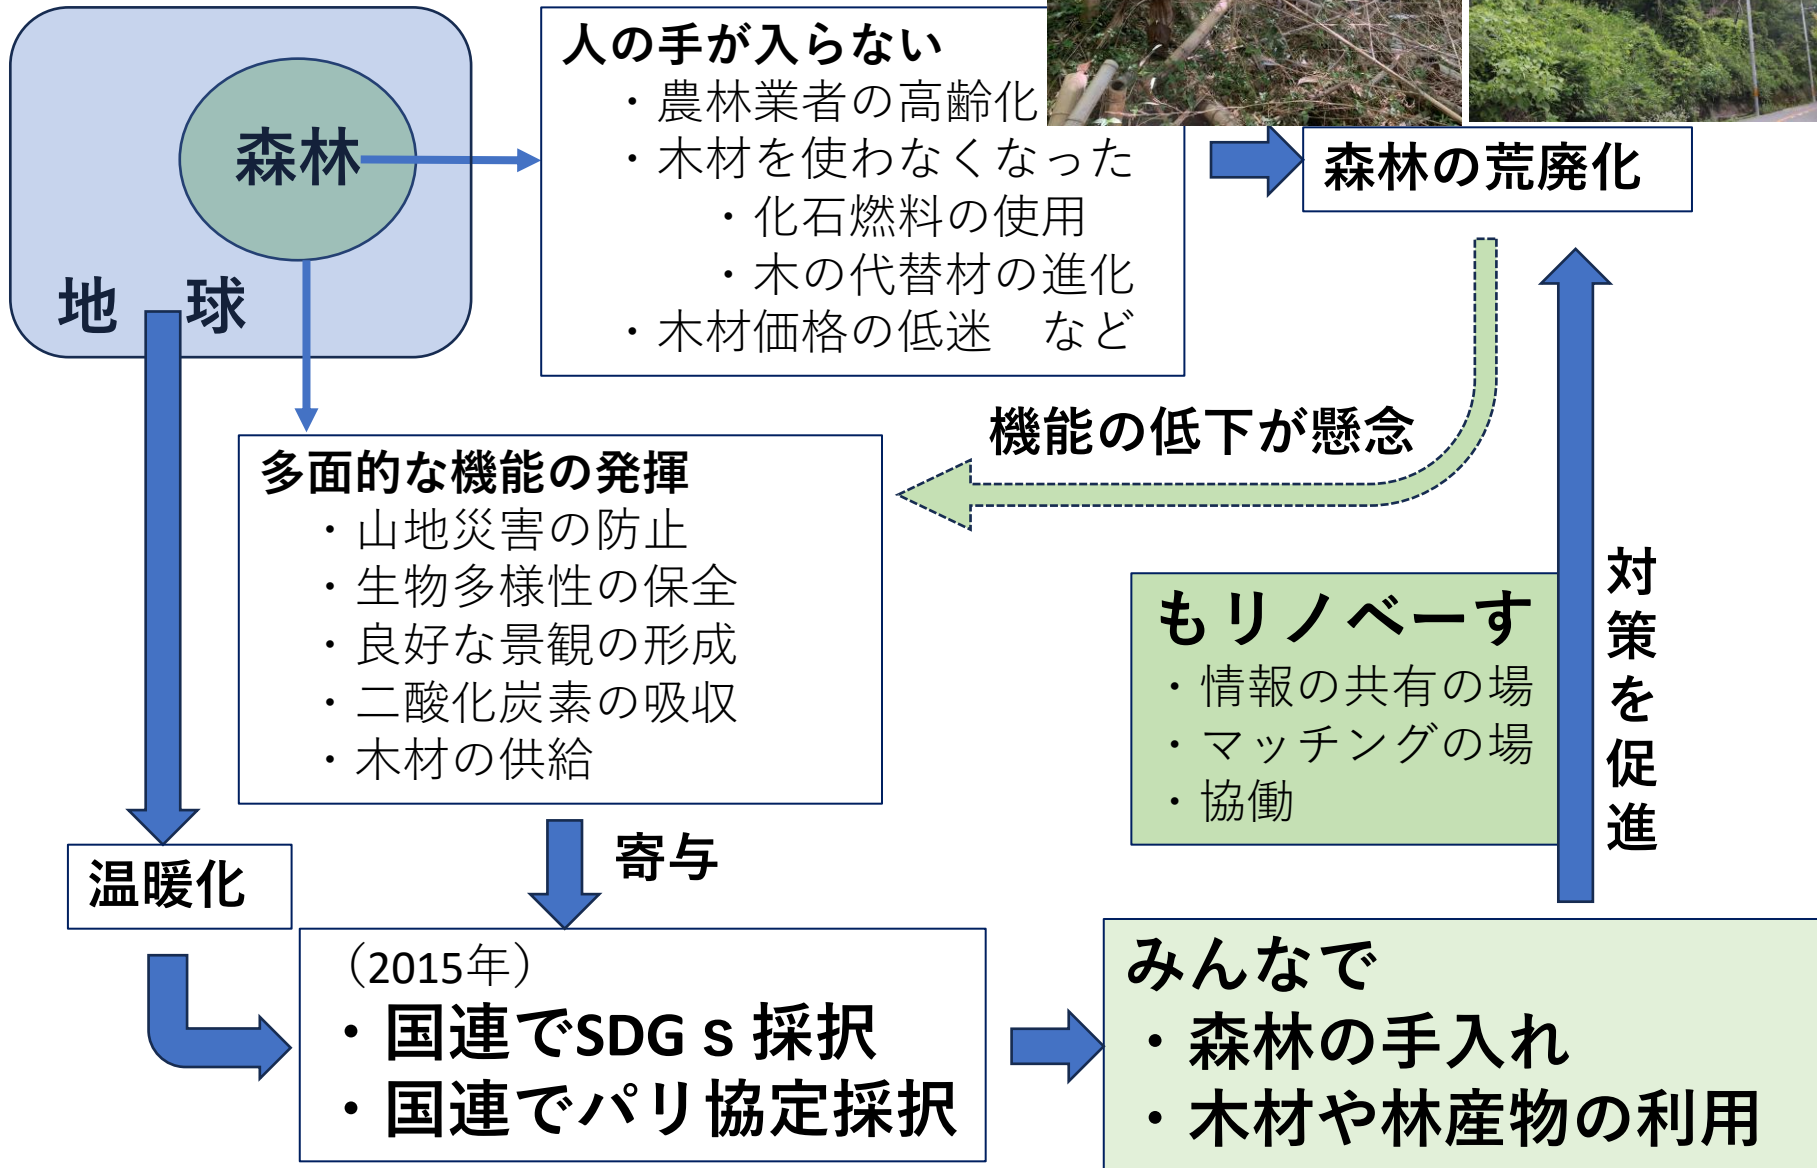 森林
地　球
人の手が入らない
・農林業者の高齢化
・木材を使わなくなった
・化石燃料の使用
・木の代替材の進化
・木材価格の低迷　など
森林の荒廃化
機能の低下が懸念
多面的な機能の発揮
・山地災害の防止
・生物多様性の保全
・良好な景観の形成
・二酸化炭素の吸収
・木材の供給
もリノベーす
・情報の共有の場
・マッチングの場
・協働
対策を促進
温暖化
寄与
（2015年）
・国連でSDGｓ採択
・国連でパリ協定採択
みんなで
・森林の手入れ
・木材や林産物の利用